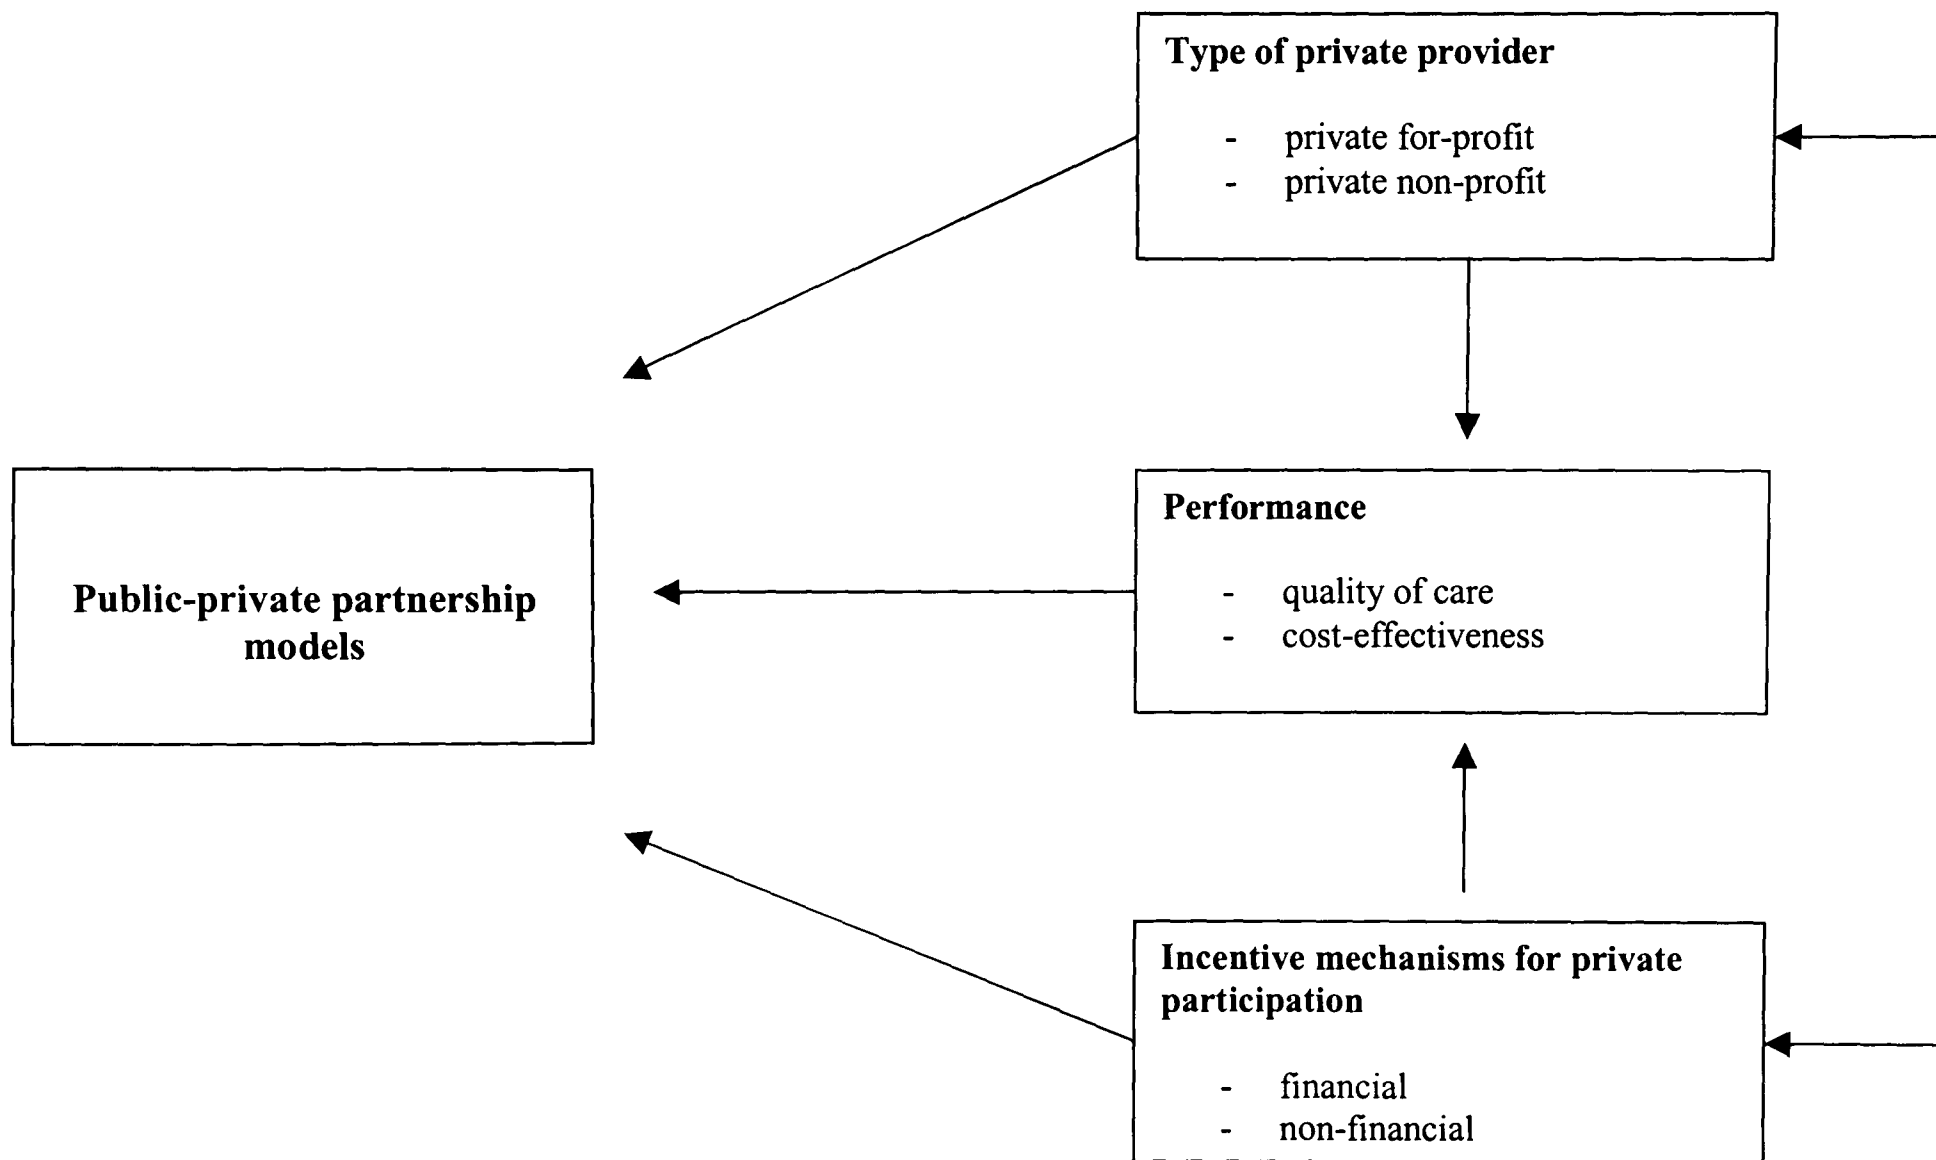 Type of private provider
- private for-profit
- private non-profit
Public-private partnership
models
Performance
- quality of care
- cost-effectiveness
Incentive mechanisms for private
participation
- financial
- non-financial